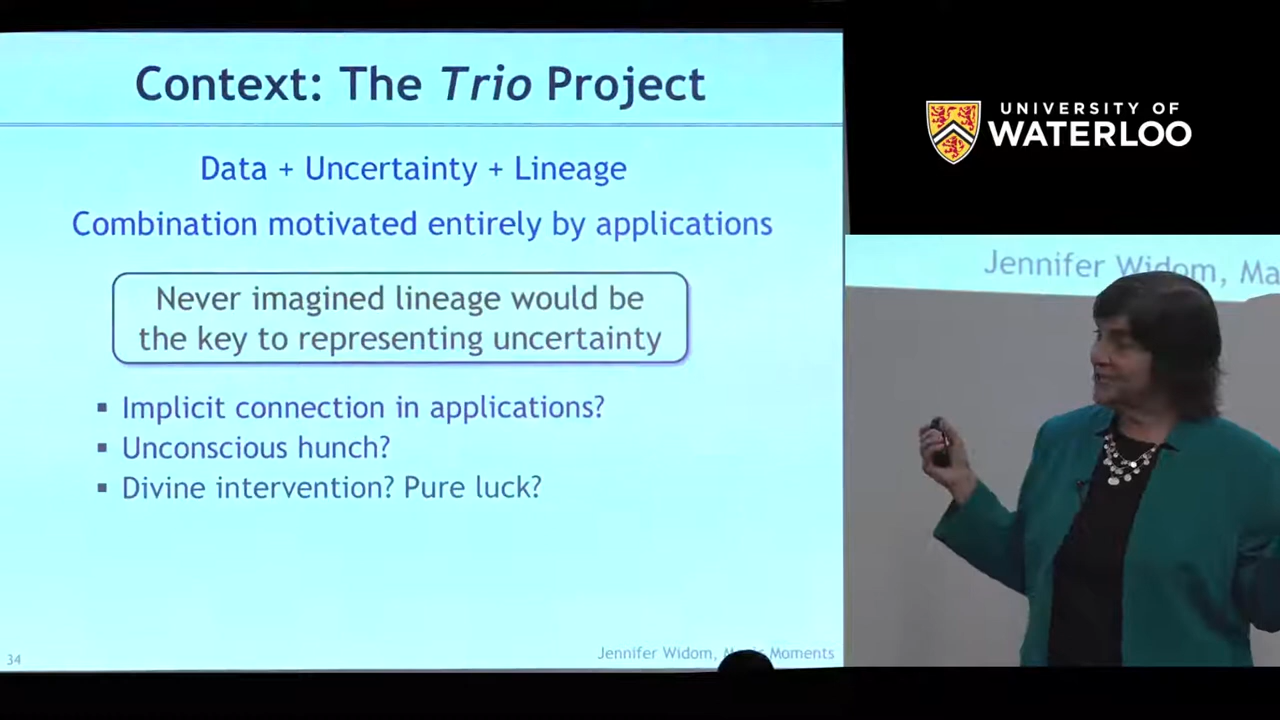 Context: The Trio Project
Data + Uncertainty + Lineage
Combination motivated entirely by applications
Never imagined lineage would be
the key to representing uncertainty
▪ Implicit connection in applications?
▪ Unconscious hunch?
▪ Divine intervention? Pure luck?
34
Jennifer Widom, Moments
UNIVERSITY OF
WATERLOO
Jennifer Widom,